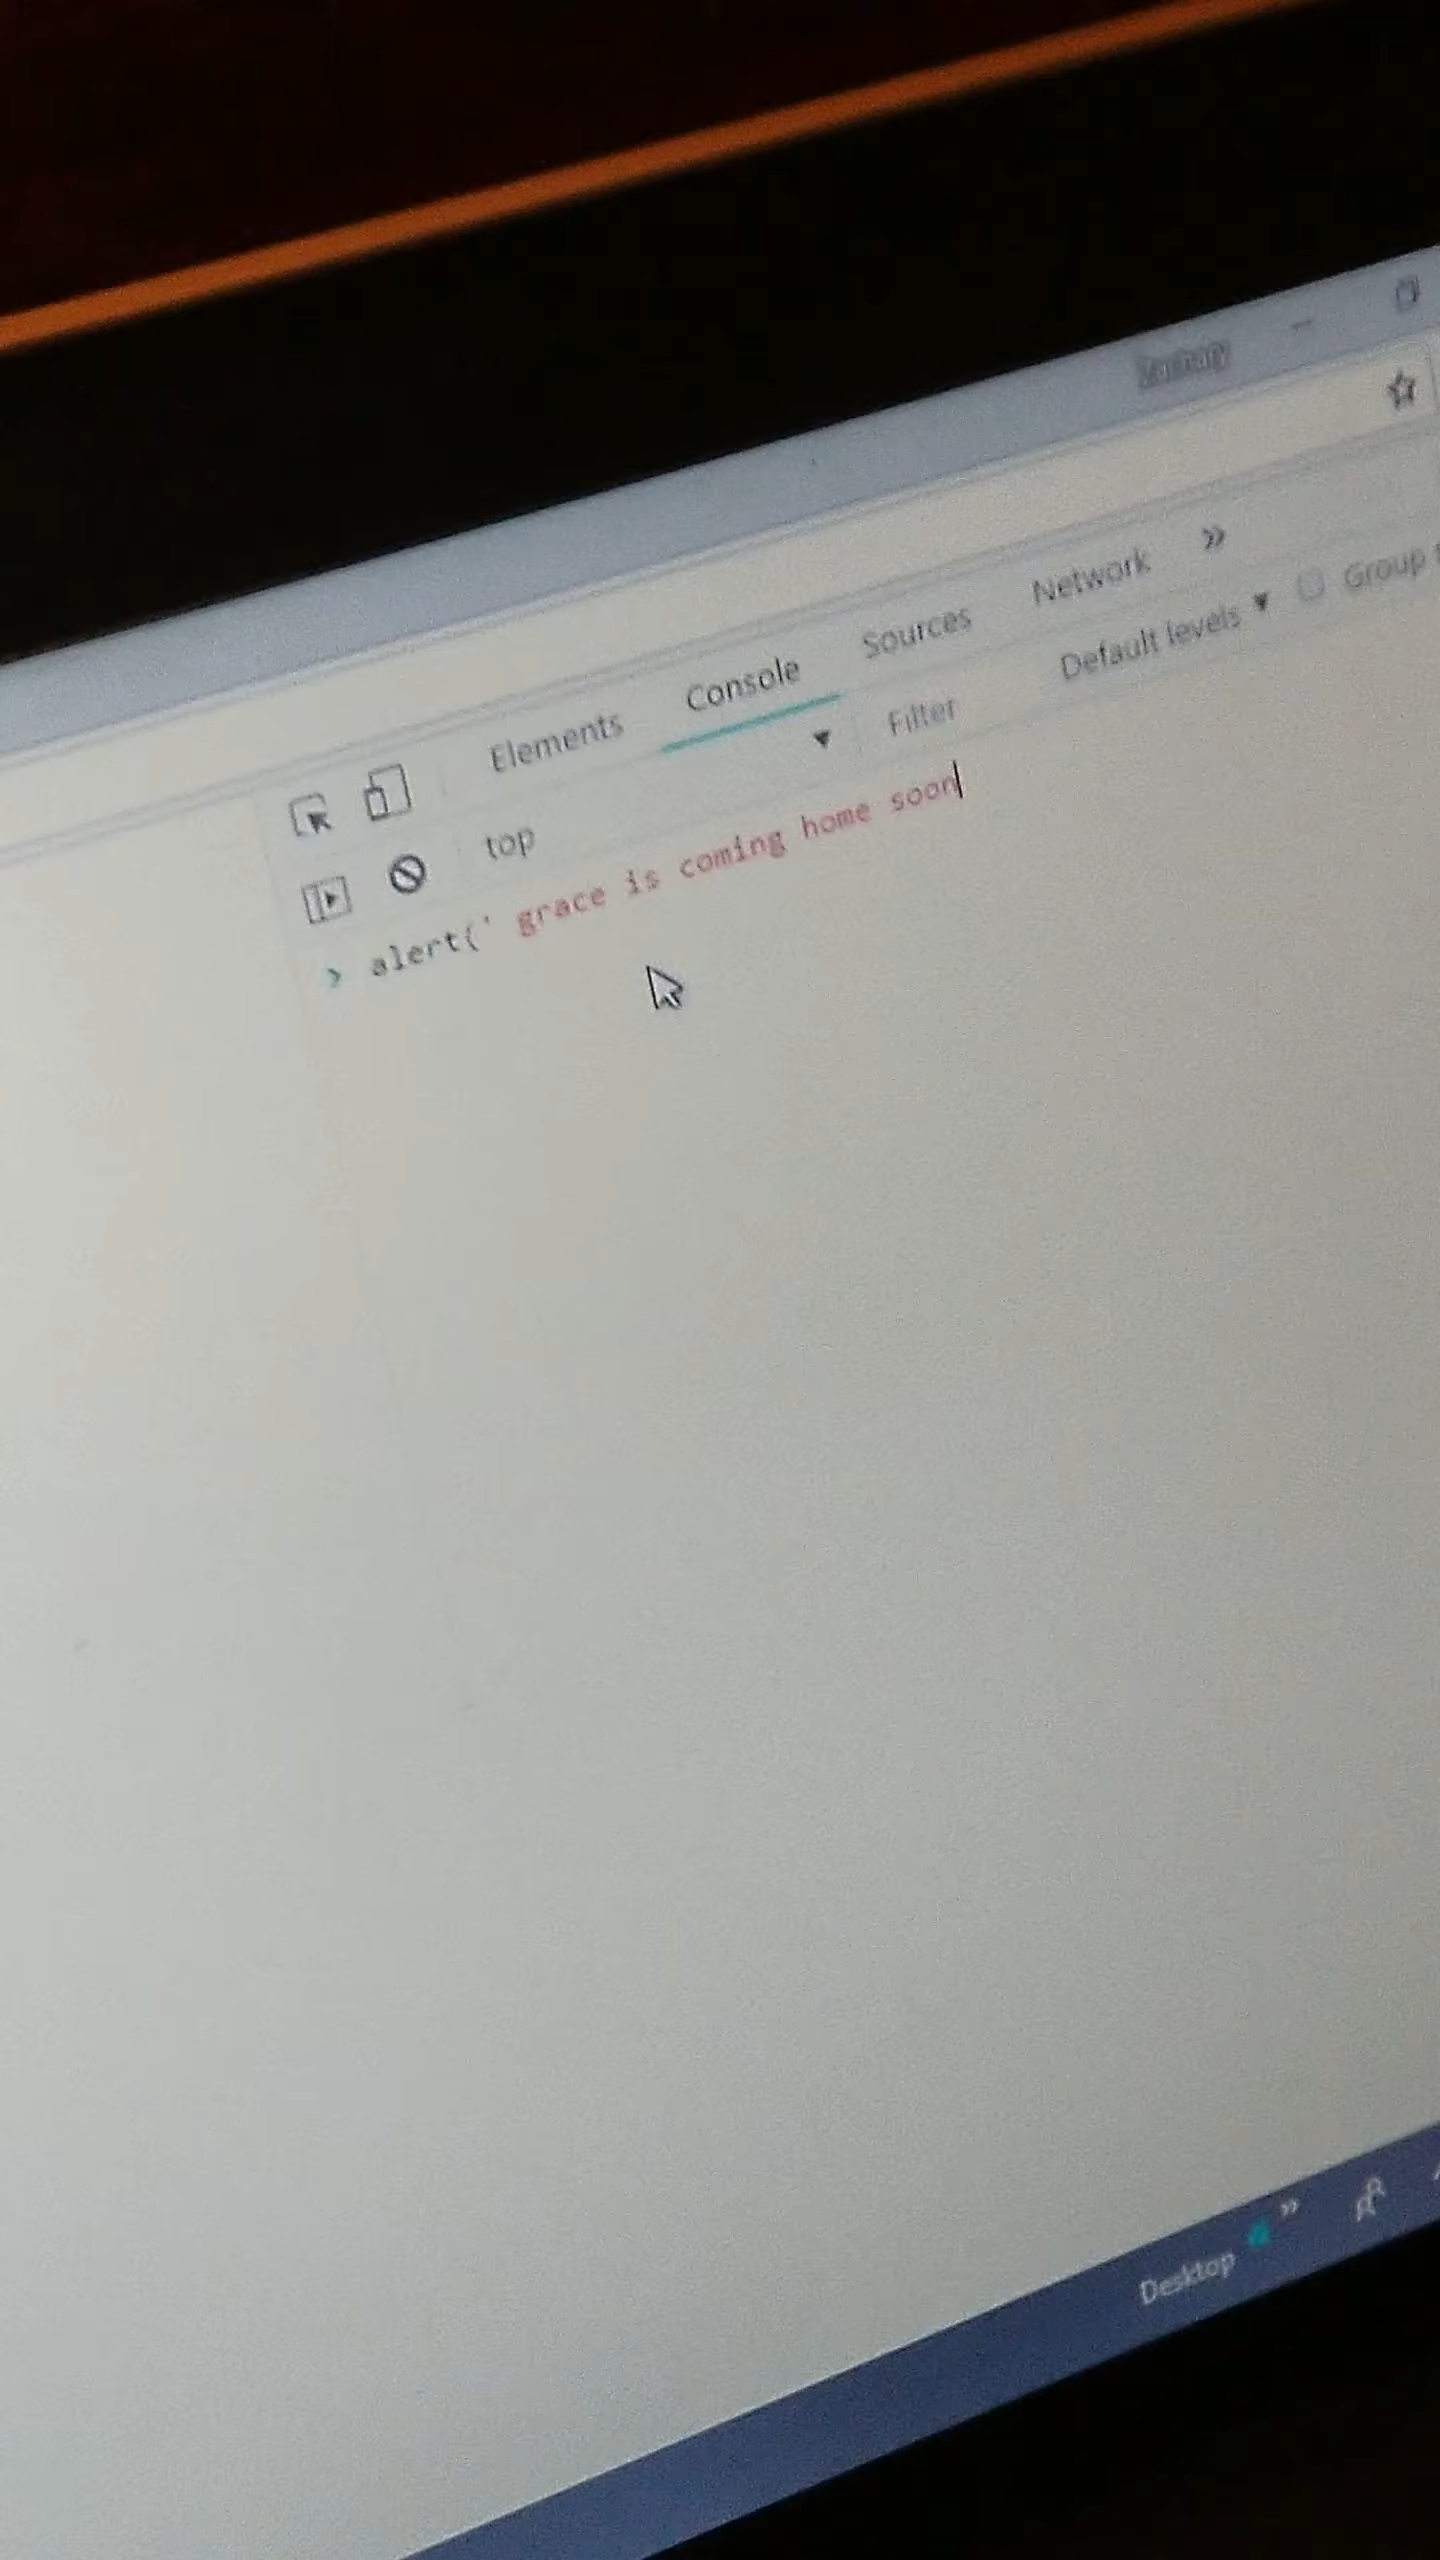 Elements Console Sources Network »
top Filter Default levels Group
> alert(' grace is coming home soon
Desktop »